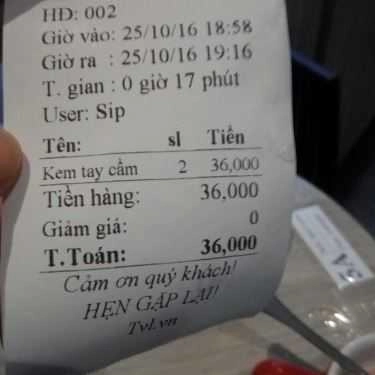 HĐ: 002
Giờ vào: 25/10/16 18:58
Giờ ra : 25/10/16 19:16
T. gian : 0 giờ 17 phút
User: Sip
Tên: sl Tiền
Kem tay cầm 2 36,000
Tiền hàng: 36,000
Giảm giá: 0
T.Toán: 36,000
Cảm ơn quý khách!
HẸN GẶP LẠI!
Tvl.vn